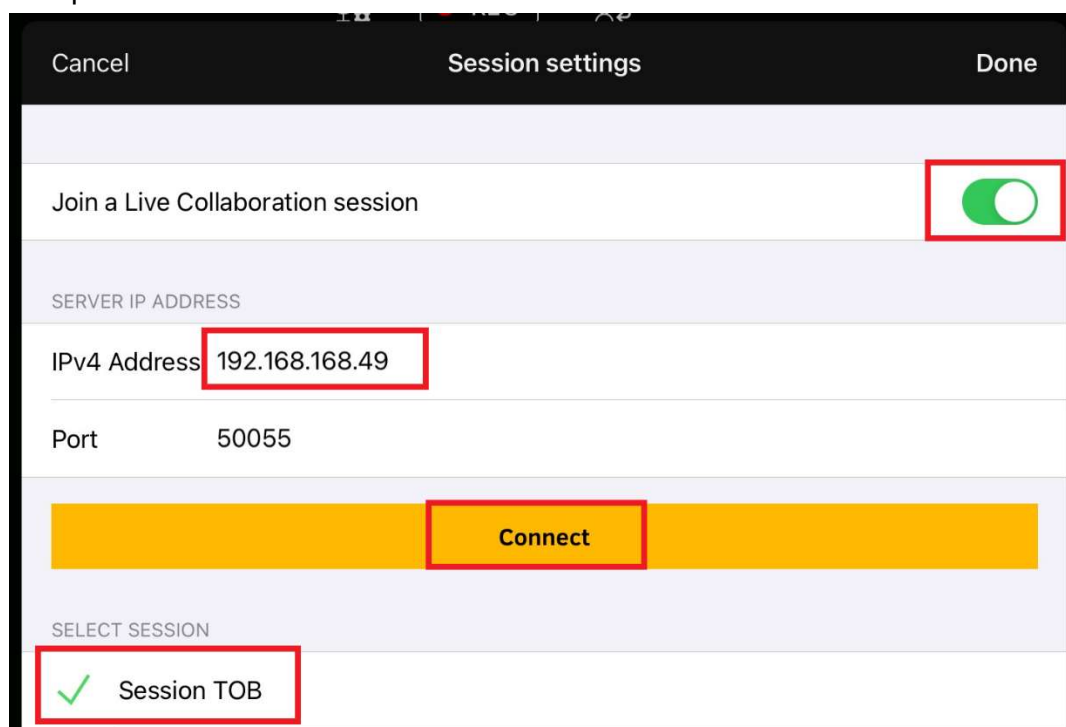 Cancel Session settings Done
Join a Live Collaboration session
SERVER IP ADDRESS
IPv4 Address 192.168.168.49
Port 50055
Connect
SELECT SESSION
Session TOB